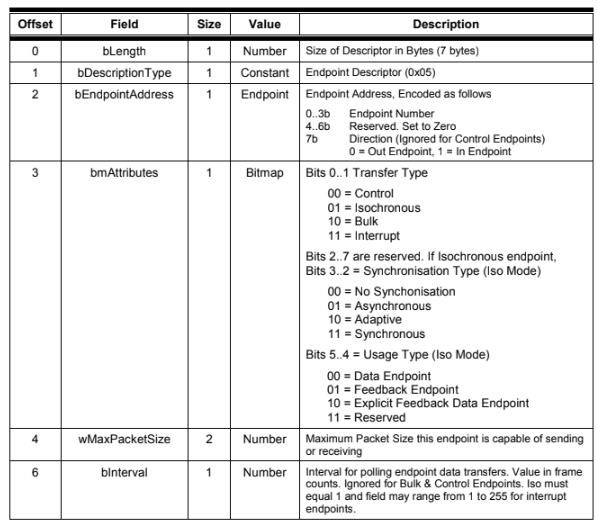 Offset Field Size Value Description
0 bLength 1 Number Size of Descriptor in Bytes (7 bytes)
1 bDescriptionType 1 Constant Endpoint Descriptor (0x05)
2 bEndpointAddress 1 Endpoint Endpoint Address, Encoded as follows
0..3b Endpoint Number
4..6b Reserved. Set to Zero
7b Direction (Ignored for Control Endpoints)
0 = Out Endpoint, 1 = In Endpoint
3 bmAttributes 1 Bitmap Bits 0..1 Transfer Type
00 = Control
01 = Isochronous
10 = Bulk
11 = Interrupt
Bits 2..7 are reserved. If Isochronous endpoint,
Bits 3..2 = Synchronisation Type (Iso Mode)
00 = No Synchonisation
01 = Asynchronous
10 = Adaptive
11 = Synchronous
Bits 5..4 = Usage Type (Iso Mode)
00 = Data Endpoint
01 = Feedback Endpoint
10 = Explicit Feedback Data Endpoint
11 = Reserved
4 wMaxPacketSize 2 Number Maximum Packet Size this endpoint is capable of sending
or receiving
6 bInterval 1 Number Interval for polling endpoint data transfers. Value in frame
counts. Ignored for Bulk & Control Endpoints. Iso must
equal 1 and field may range from 1 to 255 for interrupt
endpoints.